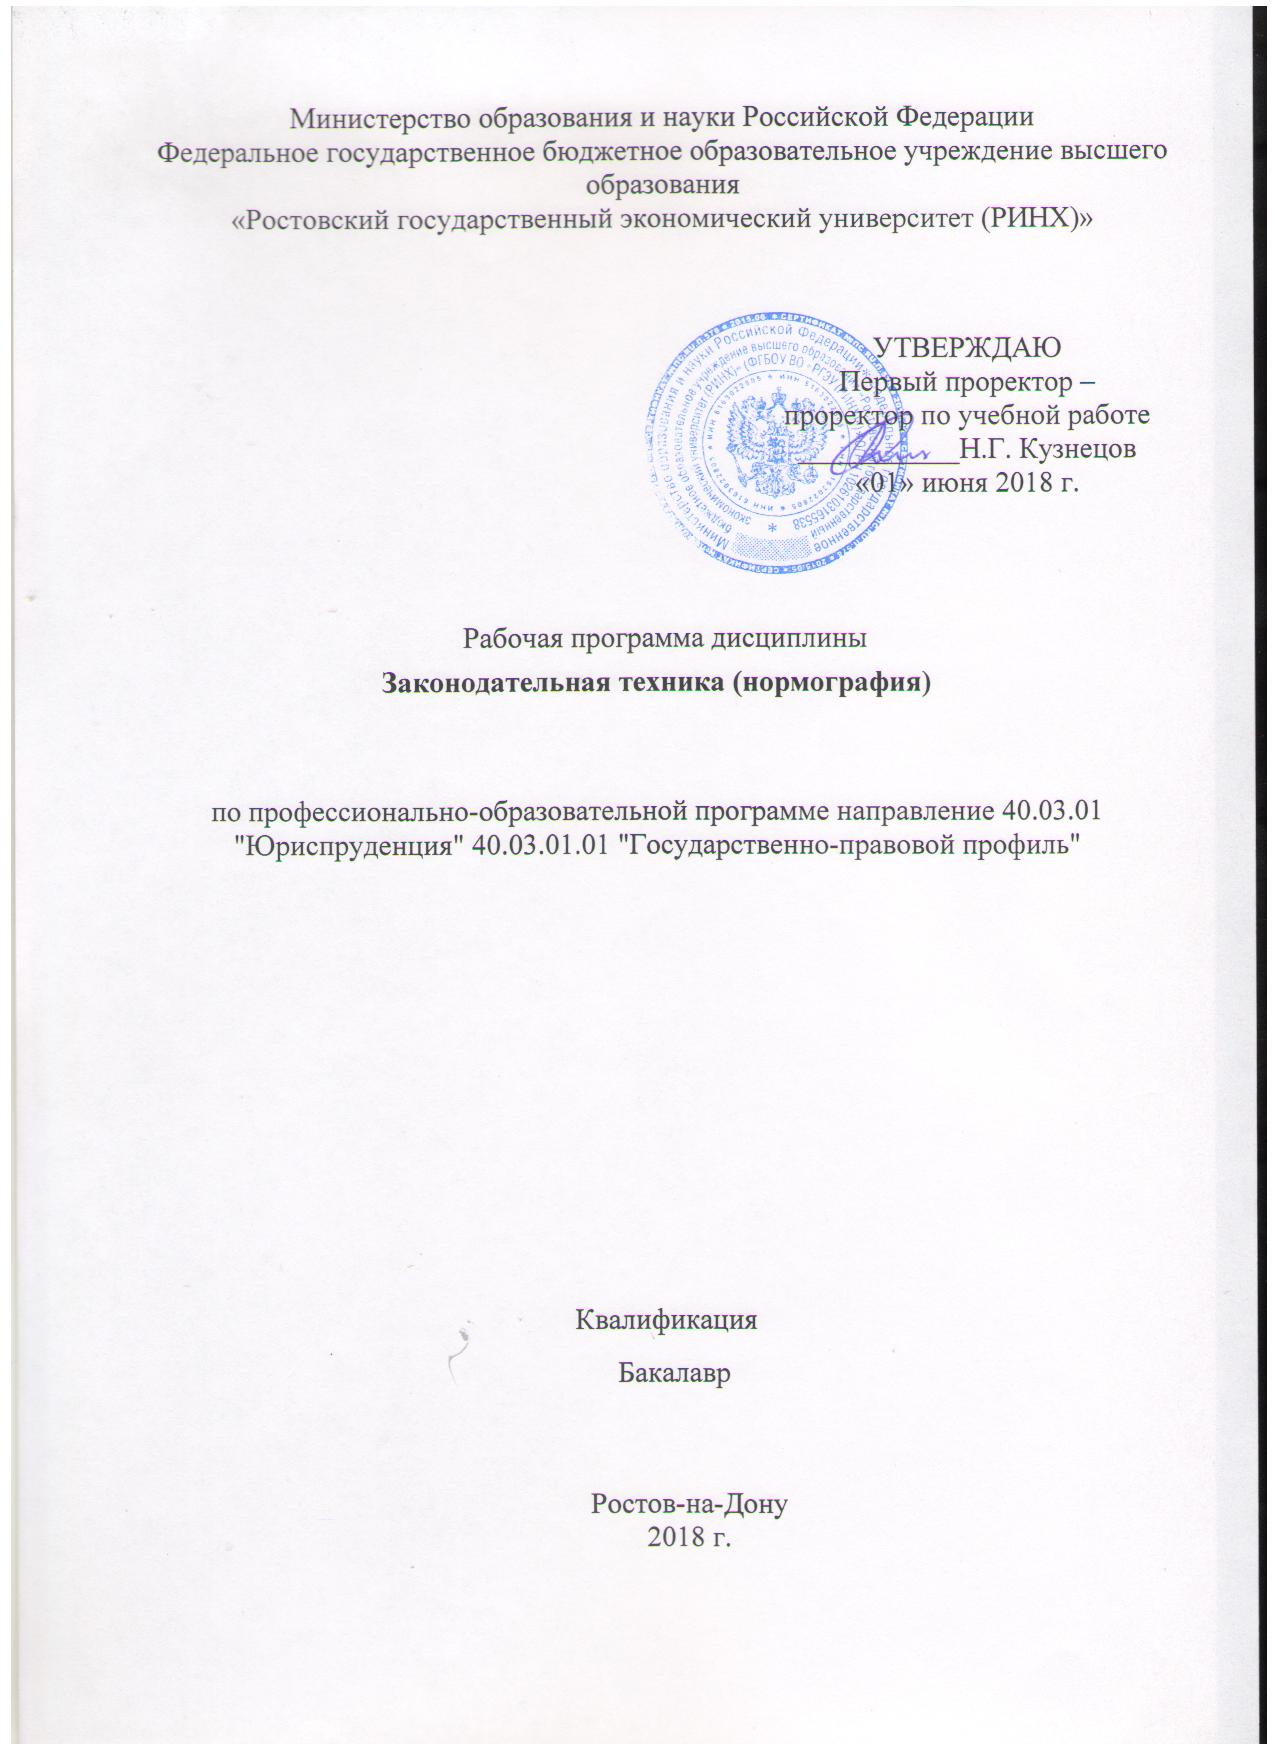 Министерство образования и науки Российской Федерации
Федеральное государственное бюджетное образовательное учреждение высшего
образования
«Ростовский государственный экономический университет (РИНХ)»
УТВЕРЖДАЮ
Первый проректор –
проректор по учебной работе
Н.Г. Кузнецов
«01» июня 2018 г.
Рабочая программа дисциплины
Законодательная техника (нормография)
по профессионально-образовательной программе направление 40.03.01
"Юриспруденция" 40.03.01.01 "Государственно-правовой профиль"
Квалификация
Бакалавр
Ростов-на-Дону
2018 г.